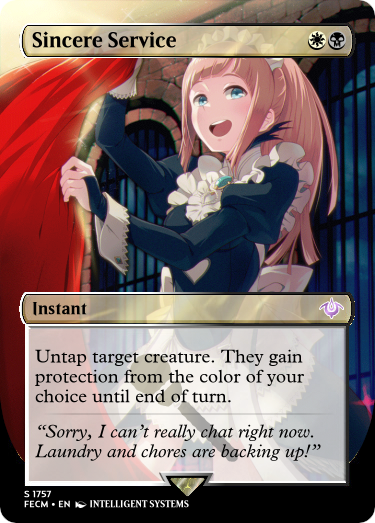 Sincere Service
Instant
Untap target creature. They gain
protection from the color of your
choice until end of turn.
“Sorry, I can’t really chat right now.
Laundry and chores are backing up!”
S 1757
FECM • EN INTELLIGENT SYSTEMS